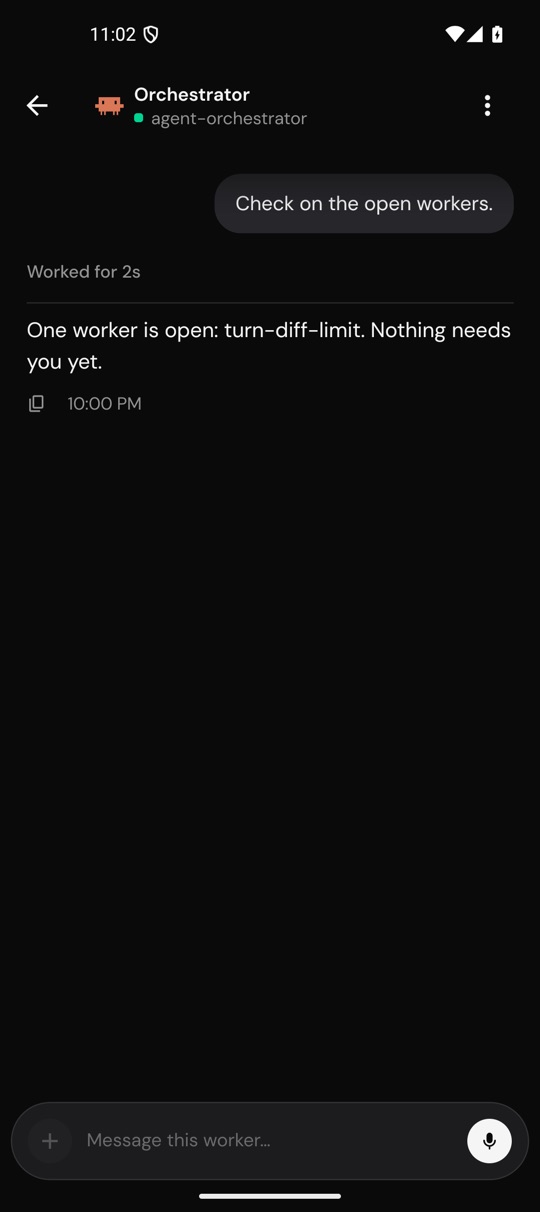 11:02
Orchestrator
agent-orchestrator
Check on the open workers.
Worked for 2s
One worker is open: turn-diff-limit. Nothing needs
you yet.
10:00 PM
Message this worker...